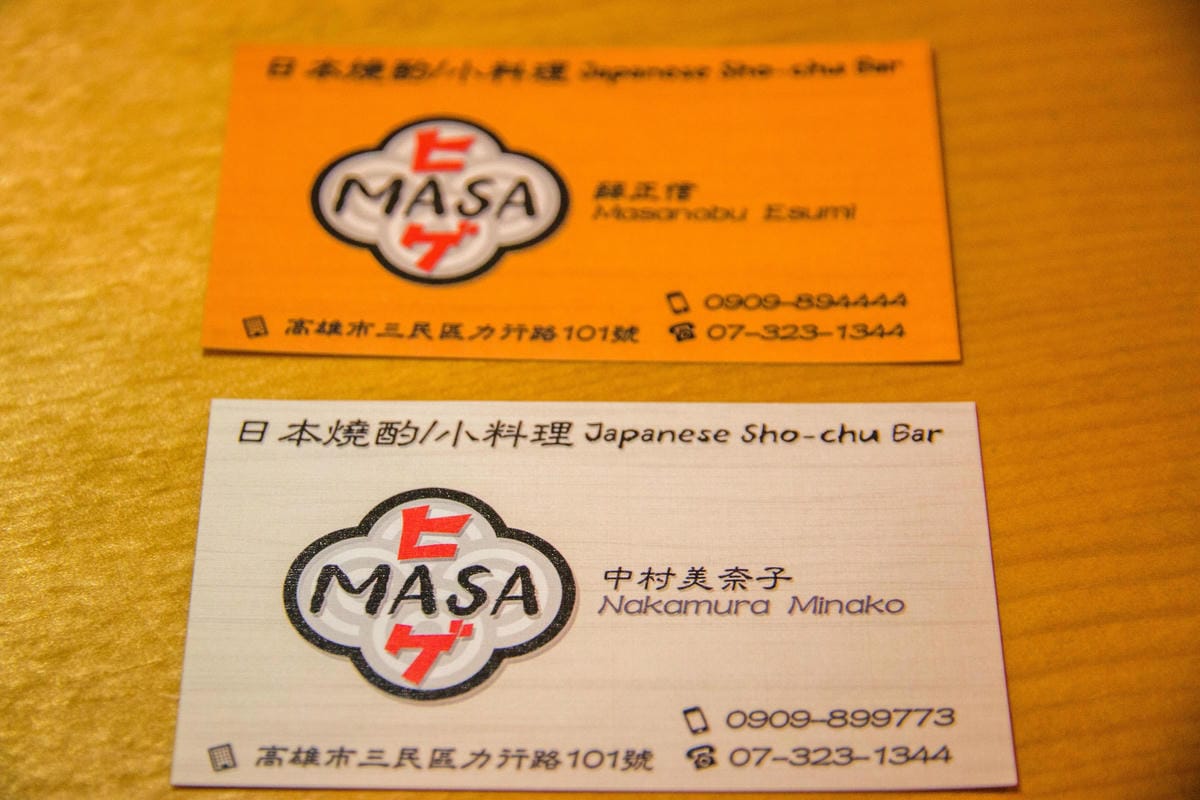 日本燒酌/小料理 Japanese Sho-chu Bar
ヒ
MASA
ゲ
正信
Masanobu Esumi
0909-894444
高雄市三民區力行路101號
07-323-1344
日本燒酌/小料理 Japanese Sho-chu Bar
ヒ
MASA
ゲ
中村美奈子
Nakamura Minako
0909-899773
高雄市三民區力行路101號
07-323-1344